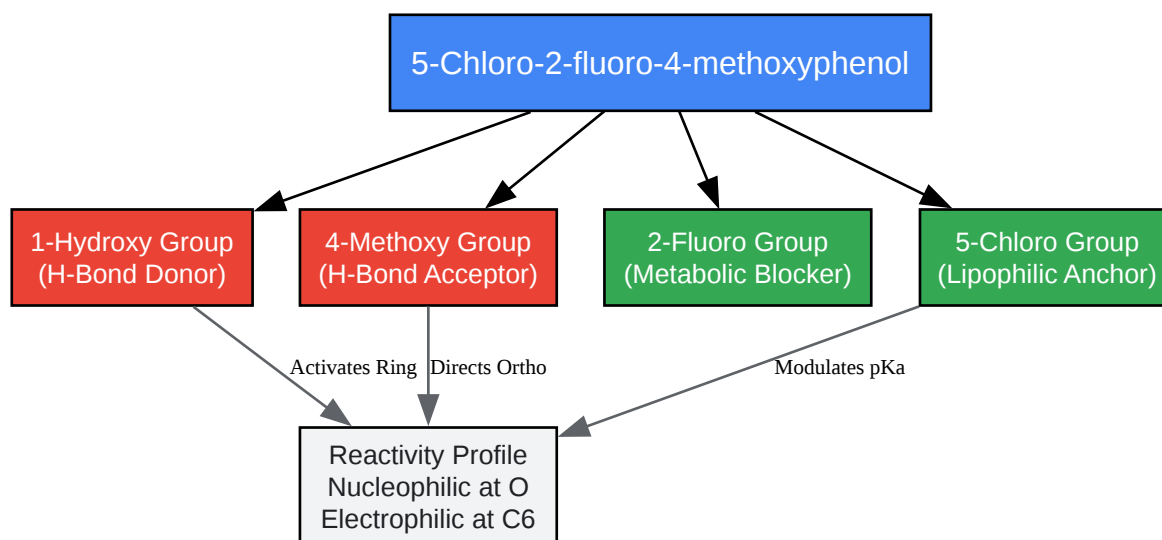 5-Chloro-2-fluoro-4-methoxyphenol
1-Hydroxy Group
(H-Bond Donor)
4-Methoxy Group
(H-Bond Acceptor)
2-Fluoro Group
(Metabolic Blocker)
5-Chloro Group
(Lipophilic Anchor)
Activates Ring
Directs Ortho
Modulates pKa
Reactivity Profile
Nucleophilic at O
Electrophilic at C6